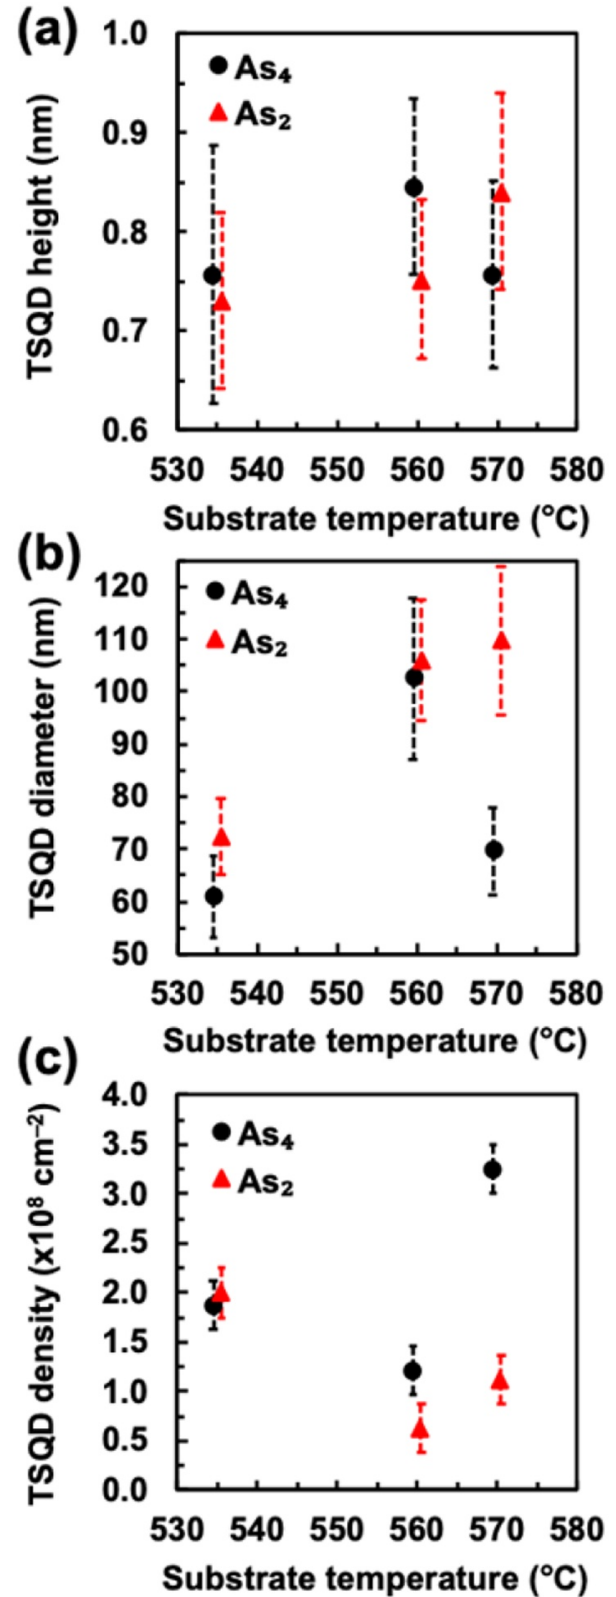 (a)
TSQD height (nm)
1.0
0.9
0.8
0.7
0.6
As₄
As₂
530 540 550 560 570 580
Substrate temperature (°C)
(b)
TSQD diameter (nm)
120
110
100
90
80
70
60
50
As₄
As₂
530 540 550 560 570 580
Substrate temperature (°C)
(c)
TSQD density (x10⁸ cm⁻²)
4.0
3.5
3.0
2.5
2.0
1.5
1.0
0.5
0.0
As₄
As₂
530 540 550 560 570 580
Substrate temperature (°C)